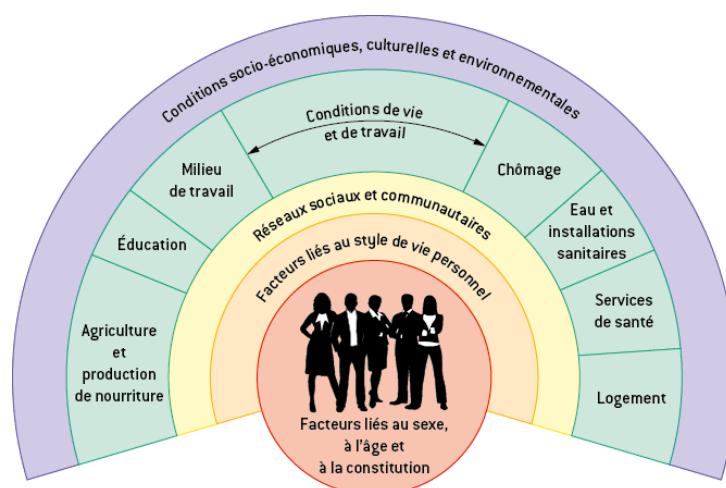 Conditions socio-économiques, culturelles et environnementales
Conditions de vie
et de travail
Milieu
de travail
Chômage
Éducation
Eau et
installations
sanitaires
Agriculture
et
production
de nourriture
Services
de santé
Logement
Réseaux sociaux et communautaires
Facteurs liés au style de vie personnel
Facteurs liés au sexe,
à l'âge et
à la constitution